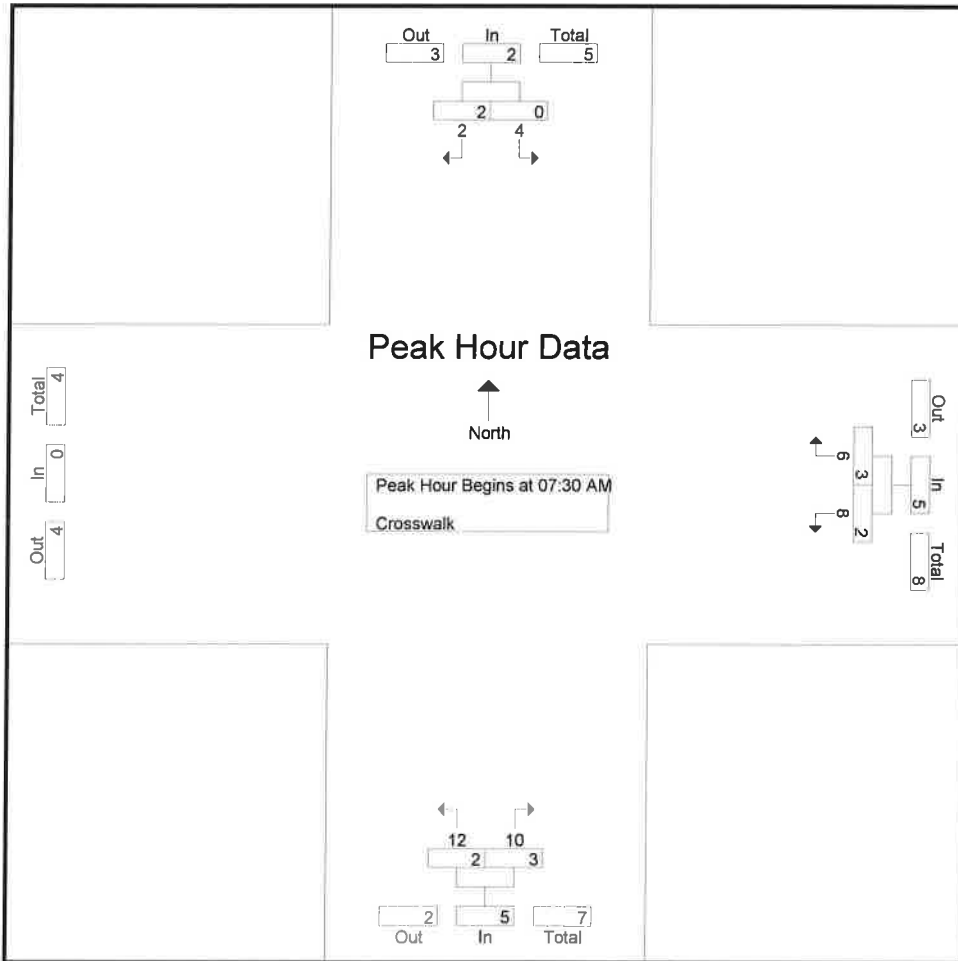 Out In Total
3 2 5
2 0
2 4
Peak Hour Data
North
Peak Hour Begins at 07:30 AM
Crosswalk
Total In Out
4 0 4
Out In Total
3 5 8
3 2
6 8
12 10
2 3
2 5 7
Out In Total